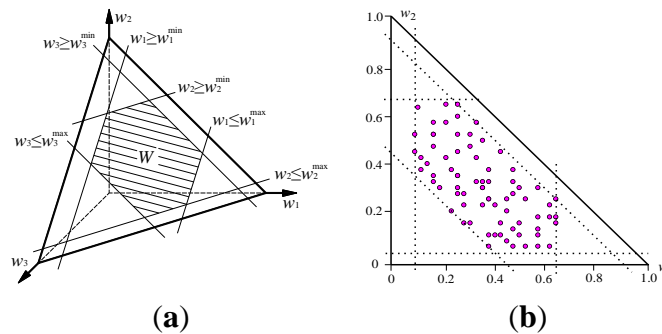 w₂
w₃≥w₃ᵐⁱⁿ w₁≥w₁ᵐⁱⁿ
w₂≥w₂ᵐⁱⁿ
w₁≤w₁ᵐᵃˣ
w₃≤w₃ᵐᵃˣ
W
w₂≤w₂ᵐᵃˣ
w₁
w₃
(a)
1.0 w₂
0.8
0.6
0.4
0.2
0
0 0.2 0.4 0.6 0.8 1.0 w
(b)